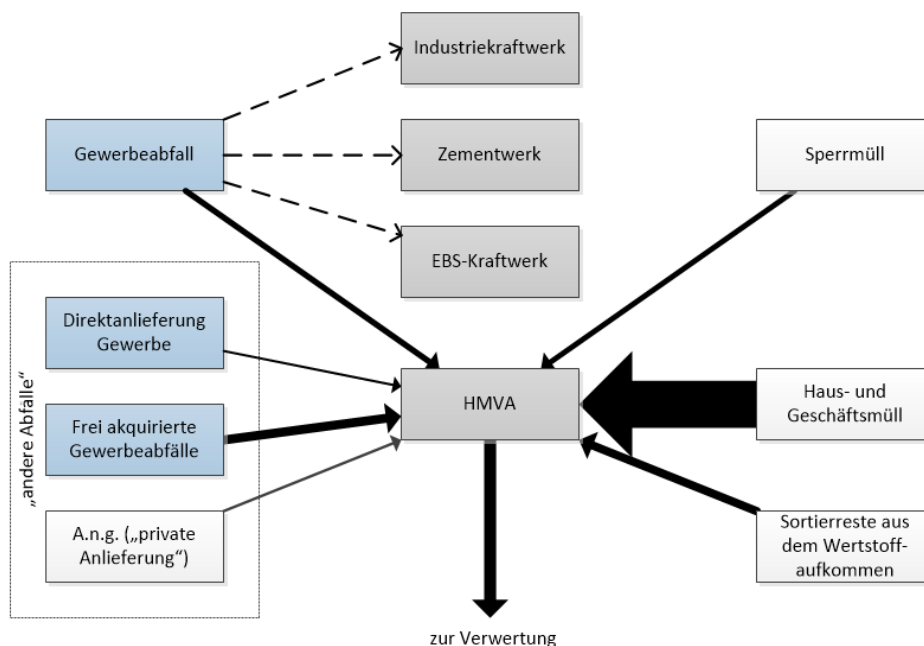 Industriekraftwerk
Gewerbeabfall
Zementwerk
Sperrmüll
EBS-Kraftwerk
„andere Abfälle“
Direktanlieferung
Gewerbe
HMVA
Haus- und
Geschäftsmüll
Frei akquirierte
Gewerbeabfälle
A.n.g. („private
Anlieferung“)
Sortierreste aus
dem Wertstoff-
aufkommen
zur Verwertung